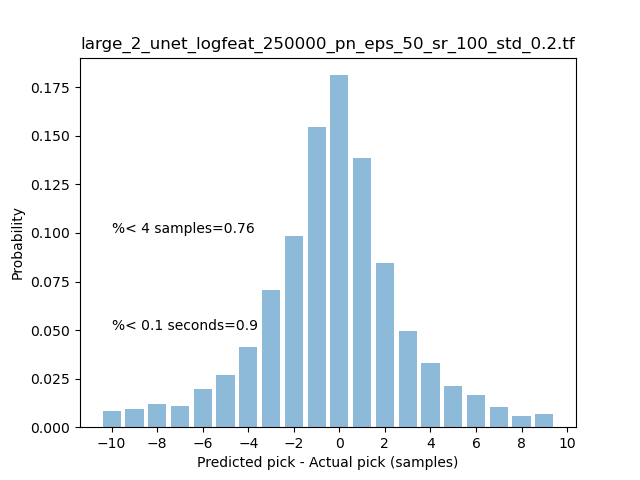 large_2_unet_logfeat_250000_pn_eps_50_sr_100_std_0.2.tf
0.175
0.150
0.125
0.100
0.075
0.050
0.025
0.000
Probability
%< 4 samples=0.76
%< 0.1 seconds=0.9
−10 −8 −6 −4 −2 0 2 4 6 8 10
Predicted pick - Actual pick (samples)